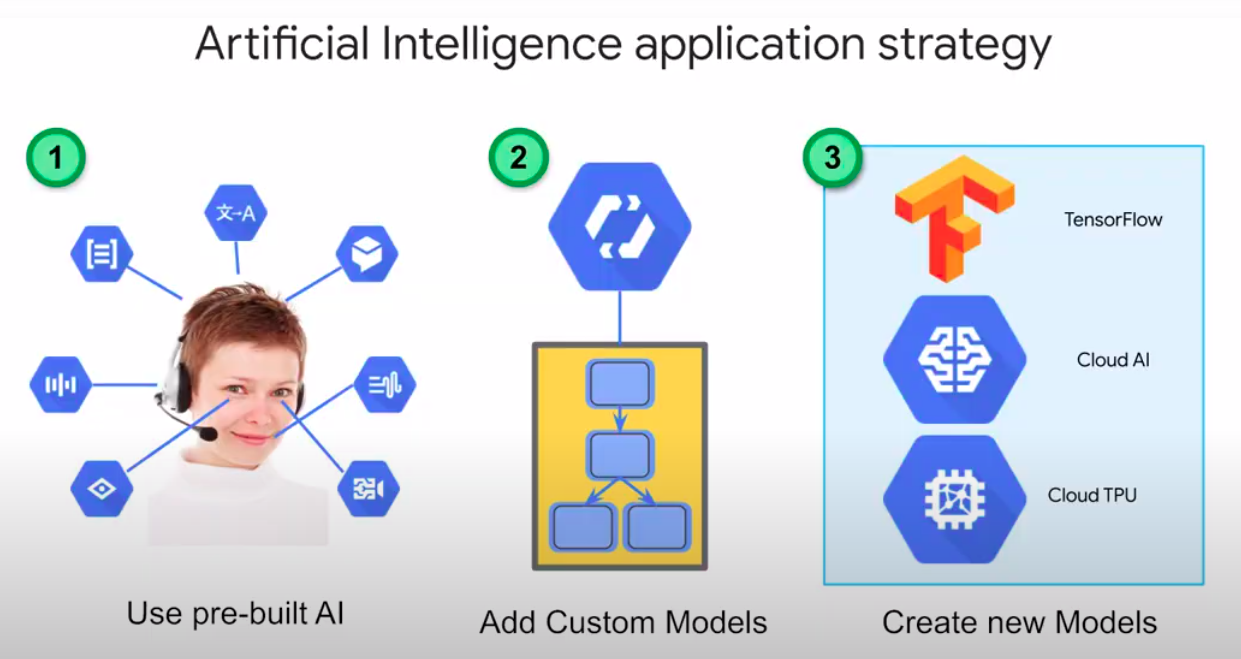 Artificial Intelligence application strategy
1
2
3
文→A
TensorFlow
Cloud AI
Cloud TPU
Use pre-built AI
Add Custom Models
Create new Models